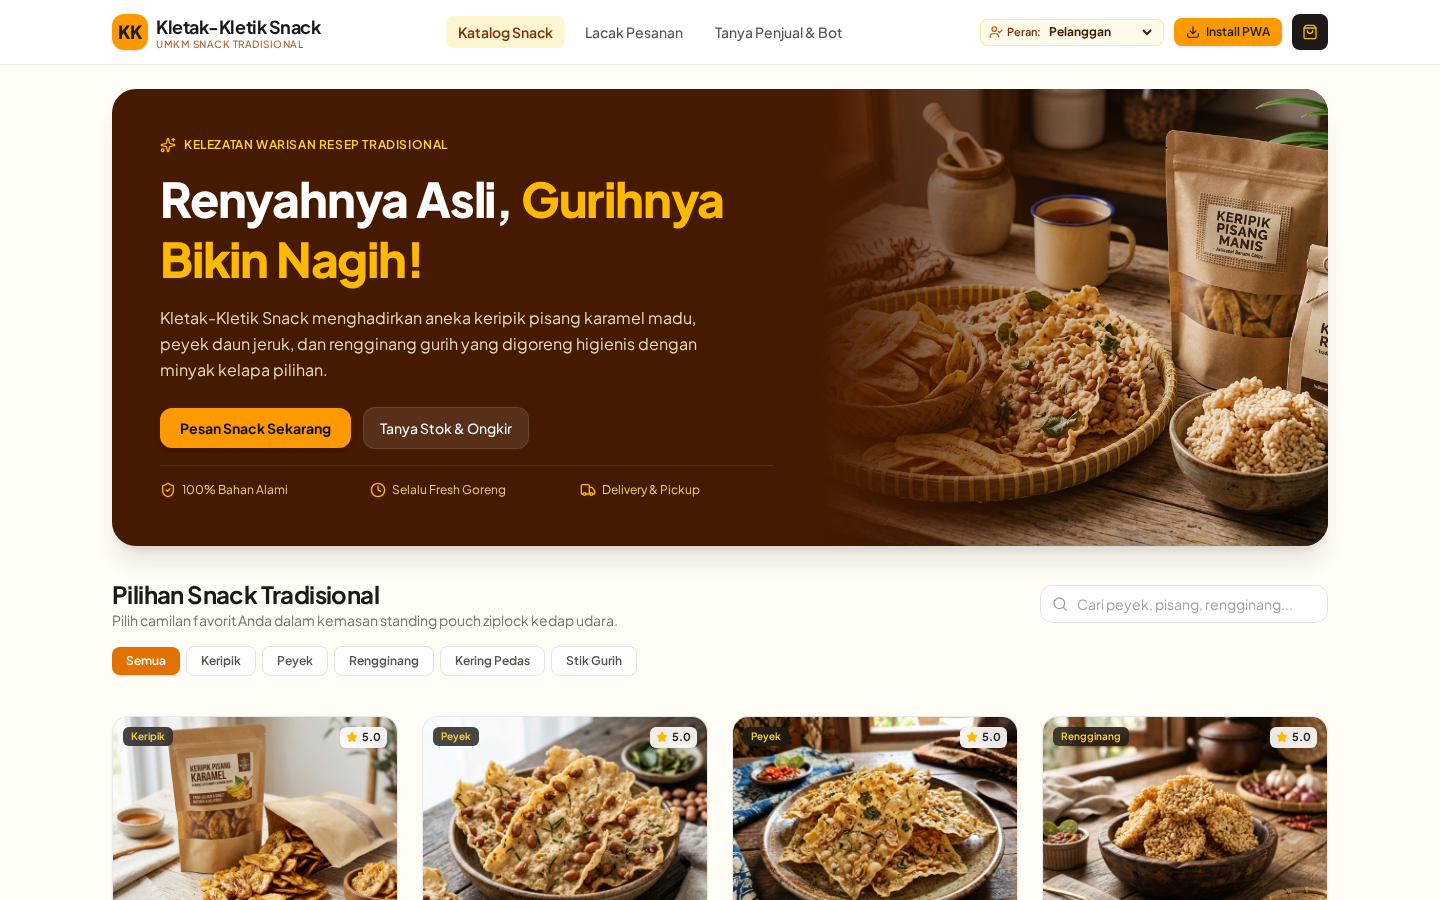 KK
Kletak-Kletik Snack
UMKM SNACK TRADISIONAL
Katalog Snack
Lacak Pesanan
Tanya Penjual & Bot
Peran: Pelanggan
Install PWA
KELEZATAN WARISAN RESEP TRADISIONAL
Renyahnya Asli, Gurihnya
Bikin Nagih!
Kletak-Kletik Snack menghadirkan aneka keripik pisang karamel madu,
peyek daun jeruk, dan rengginang gurih yang digoreng higienis dengan
minyak kelapa pilihan.
Pesan Snack Sekarang
Tanya Stok & Ongkir
100% Bahan Alami
Selalu Fresh Goreng
Delivery & Pickup
KERIPIK
PISANG
MANIS
Pilihan Snack Tradisional
Pilih camilan favorit Anda dalam kemasan standing pouch ziplock kedap udara.
Cari peyek, pisang, rengginang...
Semua
Keripik
Peyek
Rengginang
Kering Pedas
Stik Gurih
Keripik
5.0
KERIPIK PISANG
KARAMEL
Peyek
5.0
Peyek
5.0
Rengginang
5.0